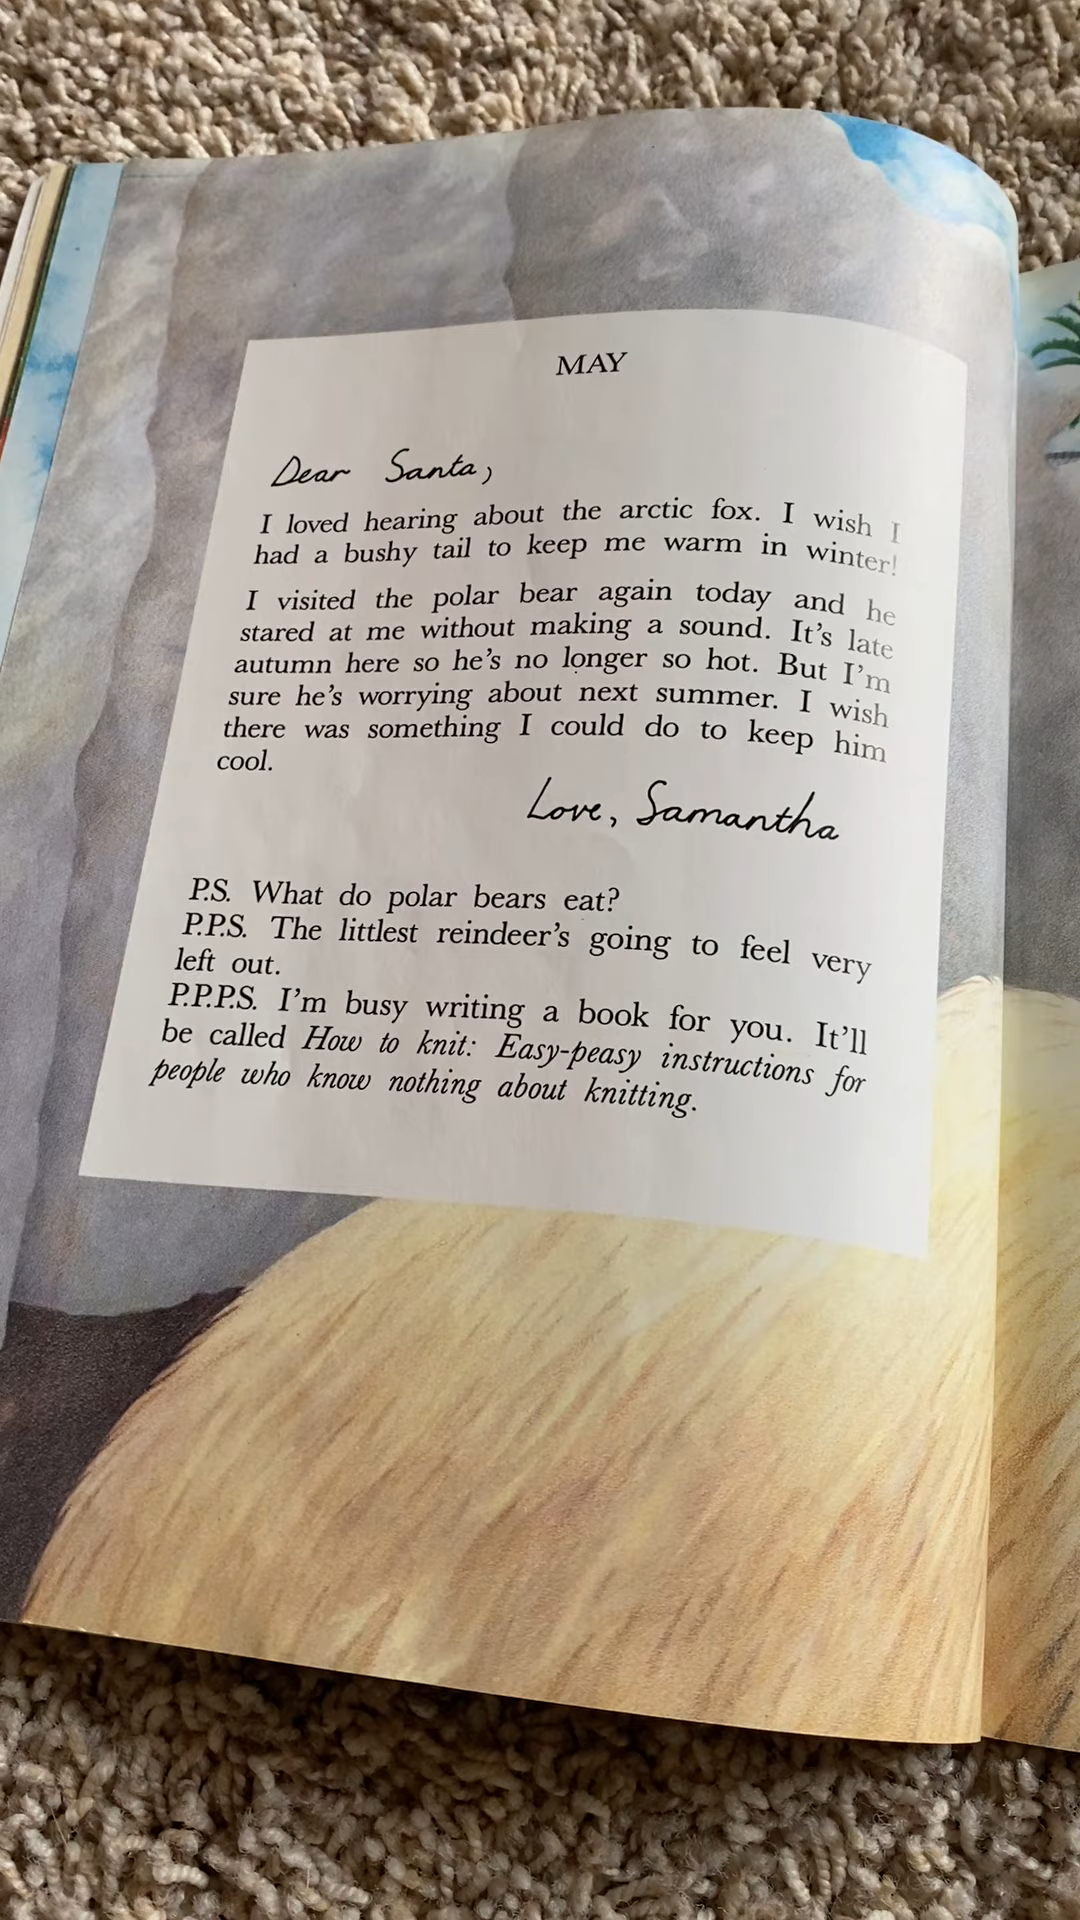 MAY
Dear Santa,
I loved hearing about the arctic fox. I wish I
had a bushy tail to keep me warm in winter!
I visited the polar bear again today and he
stared at me without making a sound. It's late
autumn here so he's no longer so hot. But I'm
sure he's worrying about next summer. I wish
there was something I could do to keep him
cool.
Love, Samantha
P.S. What do polar bears eat?
P.P.S. The littlest reindeer's going to feel very
left out.
P.P.P.S. I'm busy writing a book for you. It'll
be called How to knit: Easy-peasy instructions for
people who know nothing about knitting.